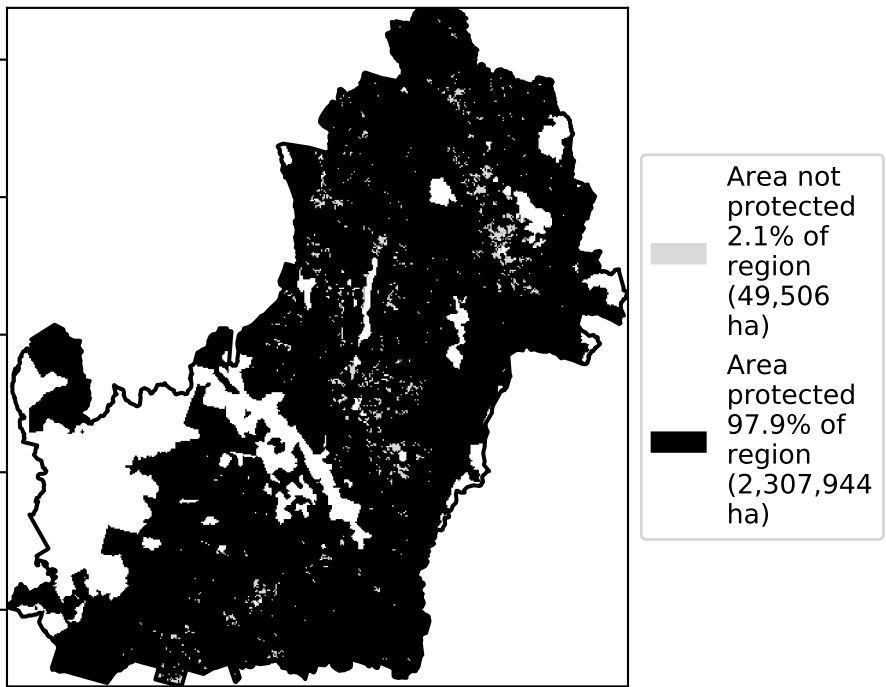 Area not
protected
2.1% of
region
(49,506
ha)
Area
protected
97.9% of
region
(2,307,944
ha)